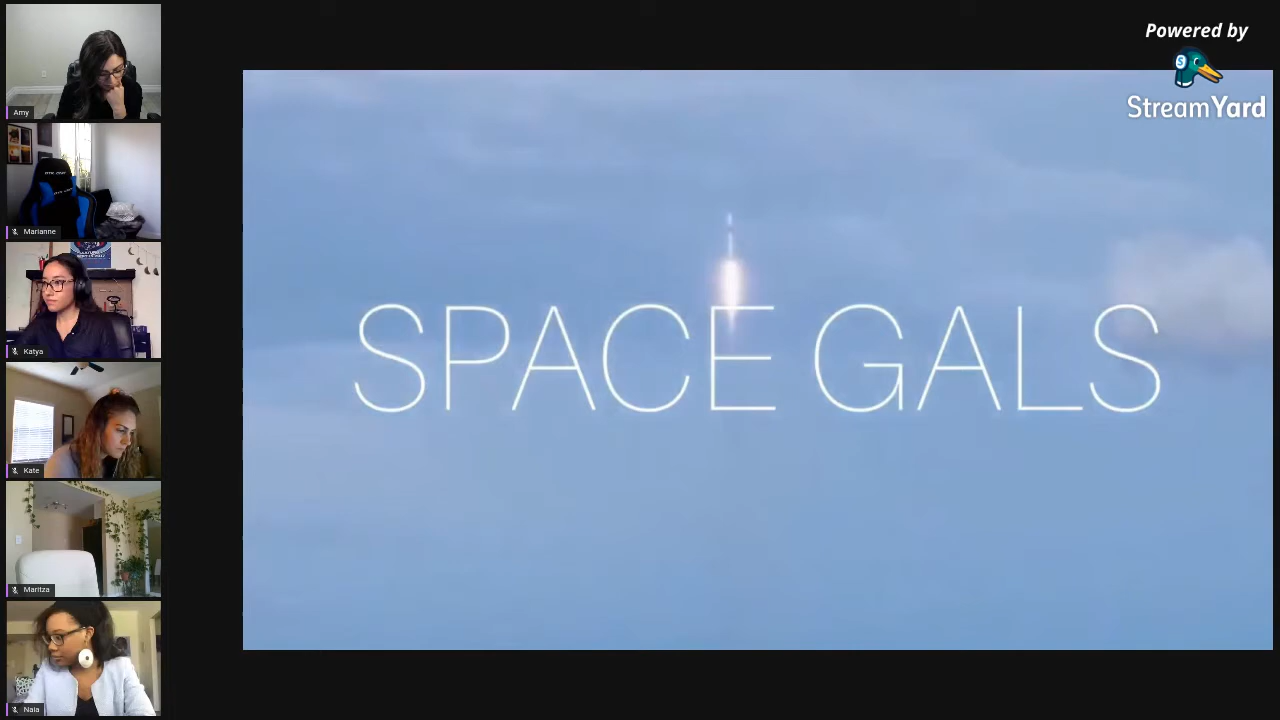 Powered by
StreamYard
SPACE GALS
Amy
Marianne
Katya
Kate
Maritza
Naia